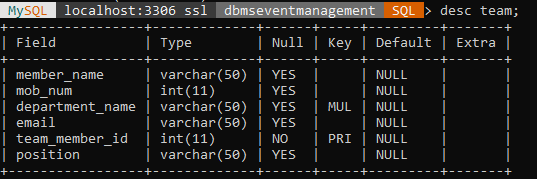 MySQL localhost:3306 ssl dbmseventmanagement SQL > desc team;
+-----------------+-------------+------+-----+---------+-------+
| Field | Type | Null | Key | Default | Extra |
+-----------------+-------------+------+-----+---------+-------+
| member_name | varchar(50) | YES | | NULL | |
| mob_num | int(11) | YES | | NULL | |
| department_name | varchar(50) | YES | MUL | NULL | |
| email | varchar(50) | YES | | NULL | |
| team_member_id | int(11) | NO | PRI | NULL | |
| position | varchar(50) | YES | | NULL | |
+-----------------+-------------+------+-----+---------+-------+